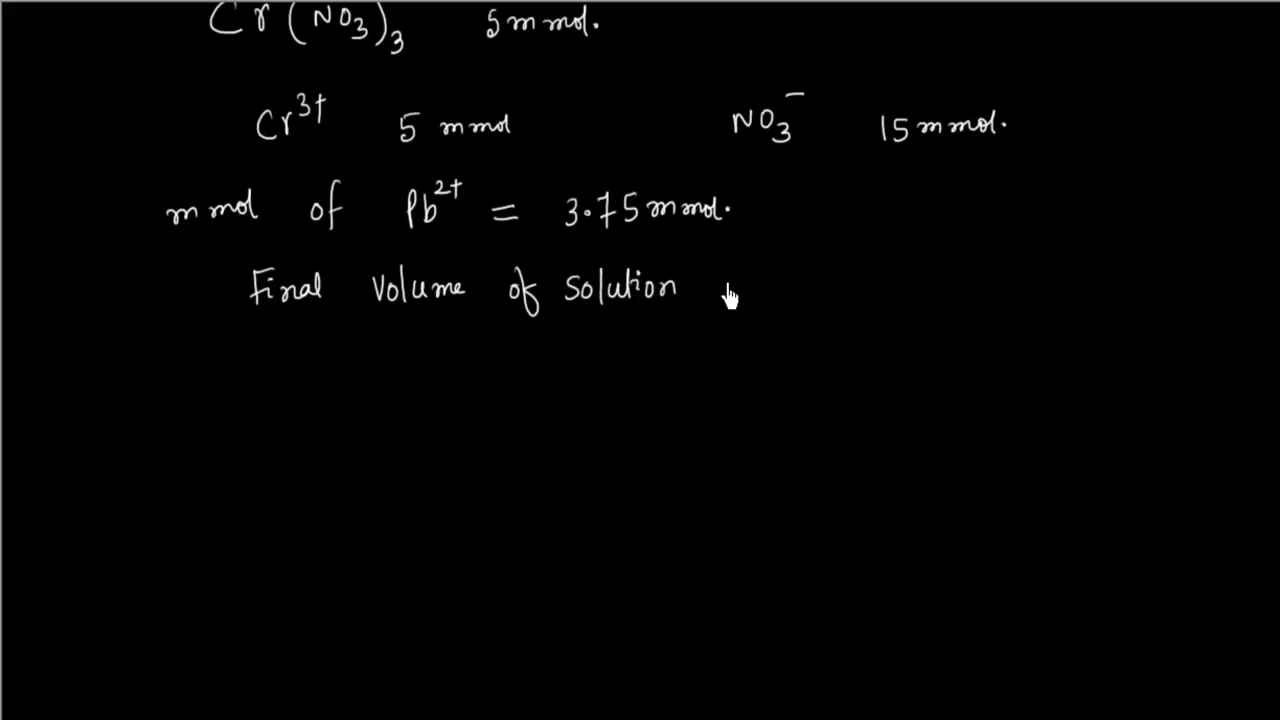 Cr(NO₃)₃ 5 mmol.
Cr³⁺ 5 mmol NO₃⁻ 15 mmol.
mmol of Pb²⁺ = 3.75 mmol.
Final volume of solution